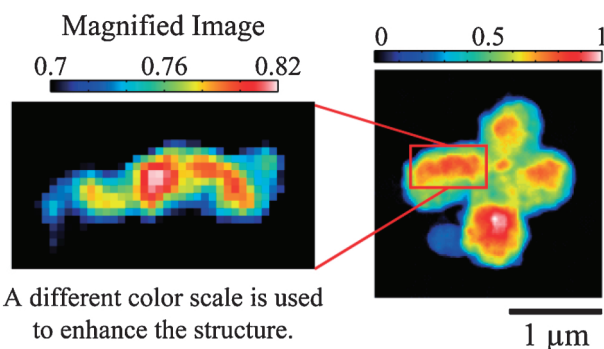 Magnified Image
0.7 0.76 0.82
0 0.5 1
A different color scale is used
to enhance the structure.
1 µm